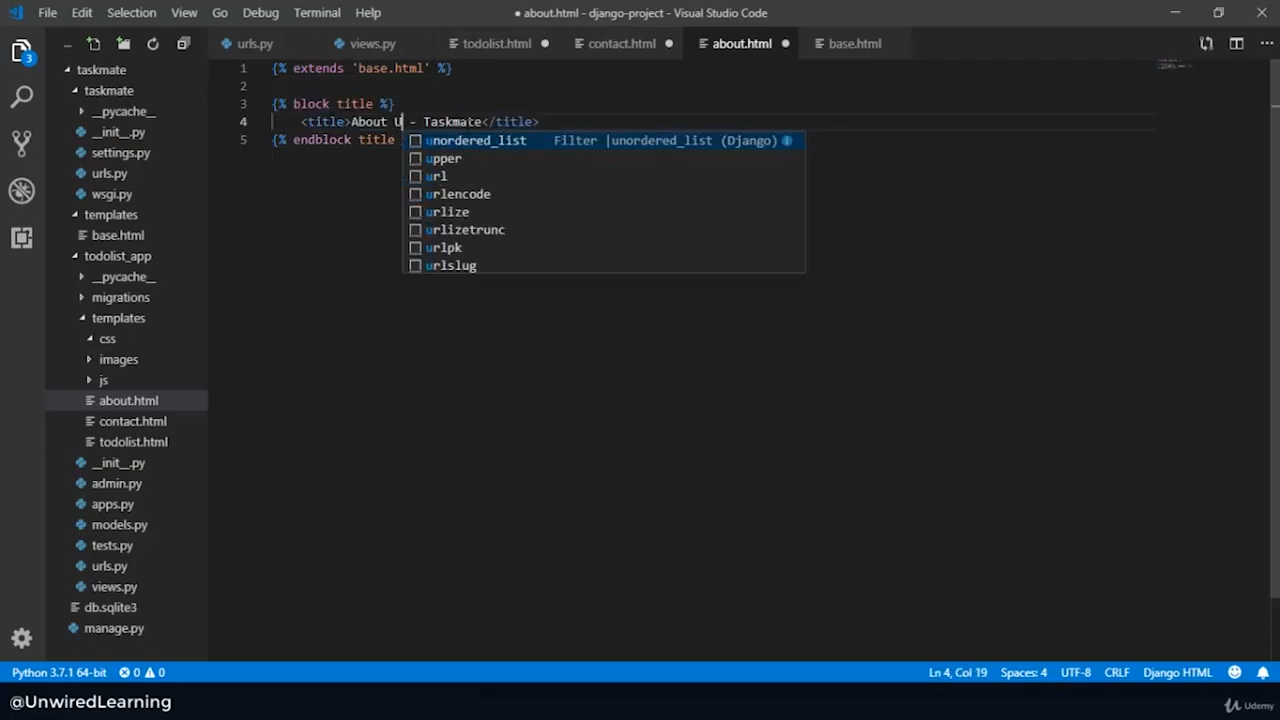 File Edit Selection View Go Debug Terminal Help
● about.html - django-project - Visual Studio Code
3
...
urls.py views.py todolist.html contact.html about.html base.html
...
taskmate
taskmate
__pycache__
__init__.py
settings.py
urls.py
wsgi.py
templates
base.html
todolist_app
__pycache__
migrations
templates
css
images
js
about.html
contact.html
todolist.html
__init__.py
admin.py
apps.py
models.py
tests.py
urls.py
views.py
db.sqlite3
manage.py
1 {% extends 'base.html' %}
2
3 {% block title %}
4 <title>About U - Taskmate</title>
5 {% endblock title
unordered_list Filter |unordered_list (Django)
upper
url
urlencode
urlize
urlizetrunc
urlpk
urlslug
Python 3.7.1 64-bit 0 0 Ln 4, Col 19 Spaces: 4 UTF-8 CRLF Django HTML
@UnwiredLearning
Udemy